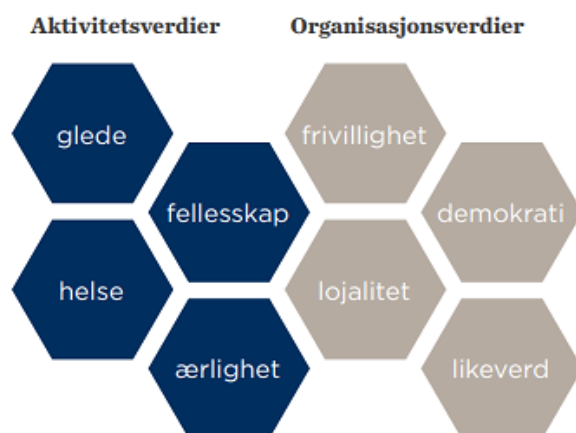 Aktivitetsverdier
Organisasjonsverdier
glede
fellesskap
helse
ærlighet
frivillighet
demokrati
lojalitet
likeverd